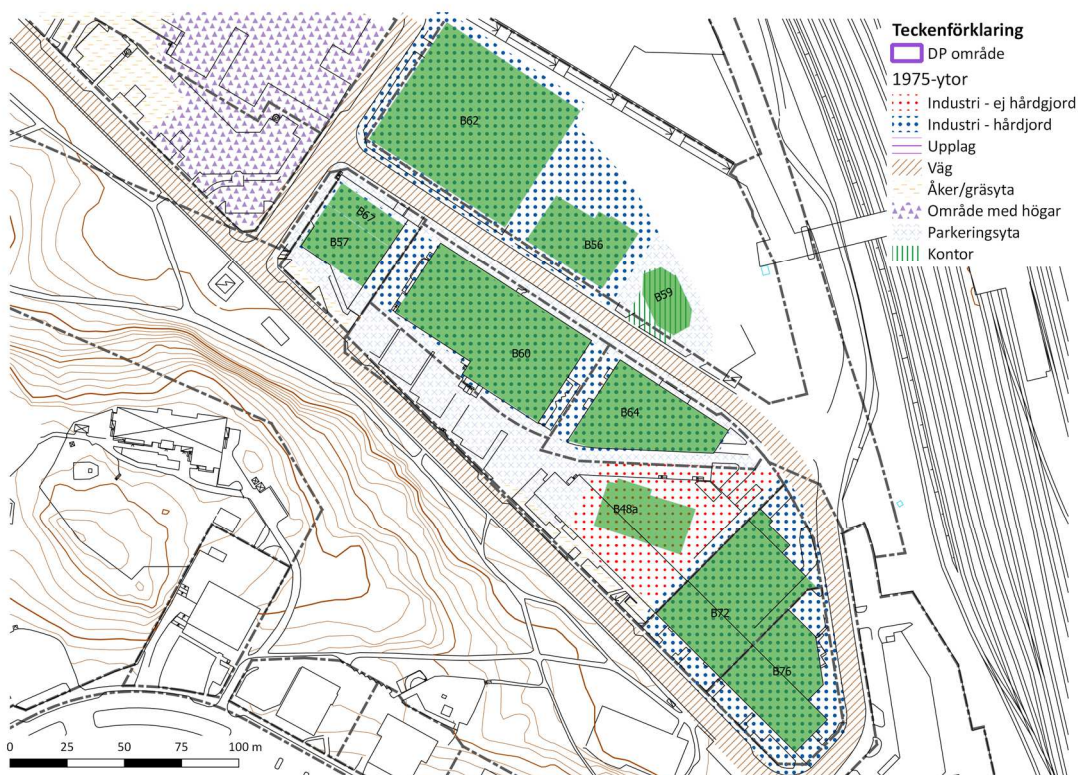 Teckenförklaring
DP område
1975-ytor
Industri - ej hårdgjord
Industri - hårdjord
Upplag
Väg
Åker/gräsyta
Område med högar
Parkeringsyta
Kontor
B62
B67
B57
B56
B59
B60
B64
B48a
B72
B76
0 25 50 75 100 m